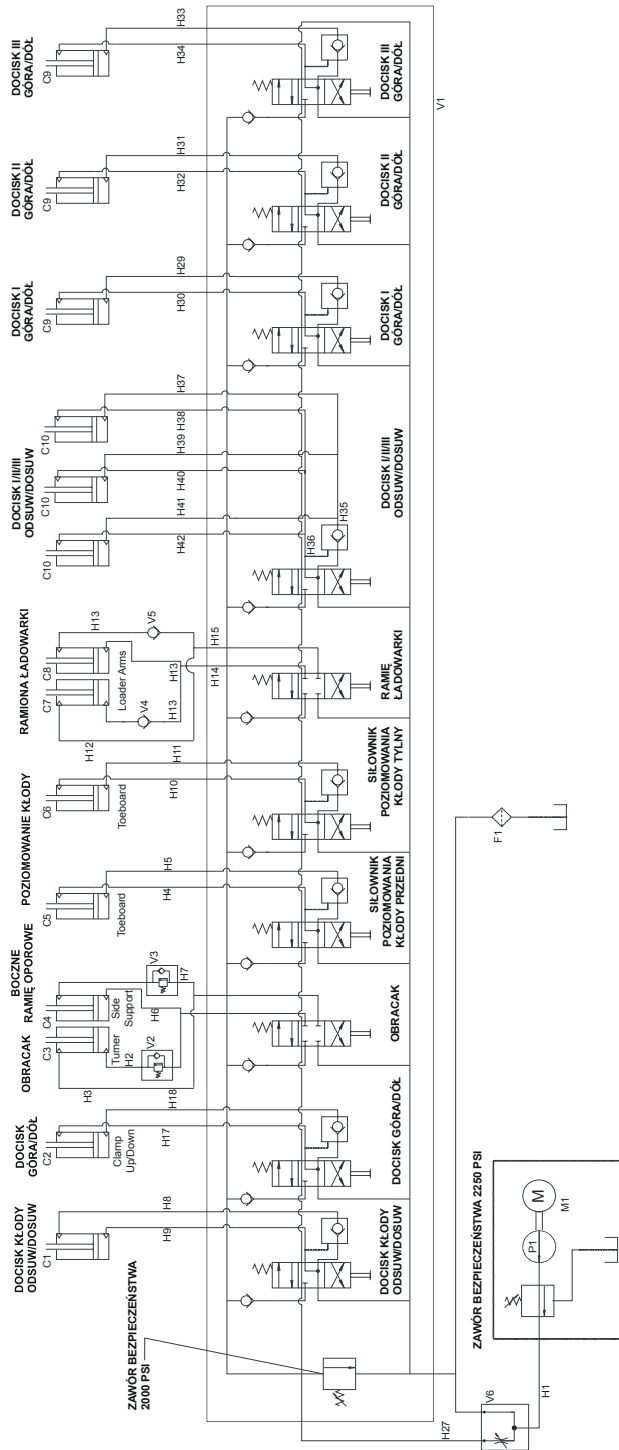 DOCISK KŁODY
ODSUW/DOSUW
C1
H8
H9
DOCISK
GÓRA/DÓŁ
C2
Clamp
Up/Down
H17
OBRACAK
C3
Turner
H3
H2
V2
H18
BOCZNE
RAMIĘ OPOROWE
C4
Side
Support
H6
V3
H7
POZIOMOWANIE KŁODY
C5
Toeboard
H5
H4
C6
Toeboard
H10
RAMIONA ŁADOWARKI
C7
C8
Loader Arms
H12
H11
V4
H13
H13
H13
V5
H15
H14
DOCISK I/II/III
ODSUW/DOSUW
C10
C10
C10
H37
H38
H39
H40
H41
H42
H36
H35
DOCISK I
GÓRA/DÓŁ
C9
H29
H30
DOCISK II
GÓRA/DÓŁ
C9
H31
H32
DOCISK III
GÓRA/DÓŁ
C9
H33
H34
ZAWÓR BEZPIECZEŃSTWA
2000 PSI
DOCISK KŁODY
ODSUW/DOSUW
DOCISK GÓRA/DÓŁ
OBRACAK
SIŁOWNIK
POZIOMOWANIA
KŁODY PRZEDNI
SIŁOWNIK
POZIOMOWANIA
KŁODY TYLNY
RAMIĘ
ŁADOWARKI
DOCISK I/II/III
ODSUW/DOSUW
DOCISK I
GÓRA/DÓŁ
DOCISK II
GÓRA/DÓŁ
DOCISK III
GÓRA/DÓŁ
V1
H27
V6
H1
ZAWÓR BEZPIECZEŃSTWA 2250 PSI
P1
M
M1
F1